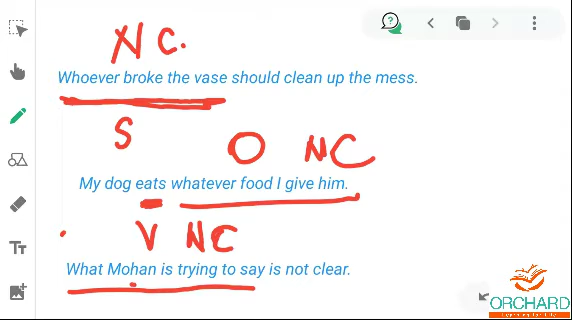 N C.
Whoever broke the vase should clean up the mess.
S
O NC
My dog eats whatever food I give him.
V NC
What Mohan is trying to say is not clear.
Tт
ORCHARD